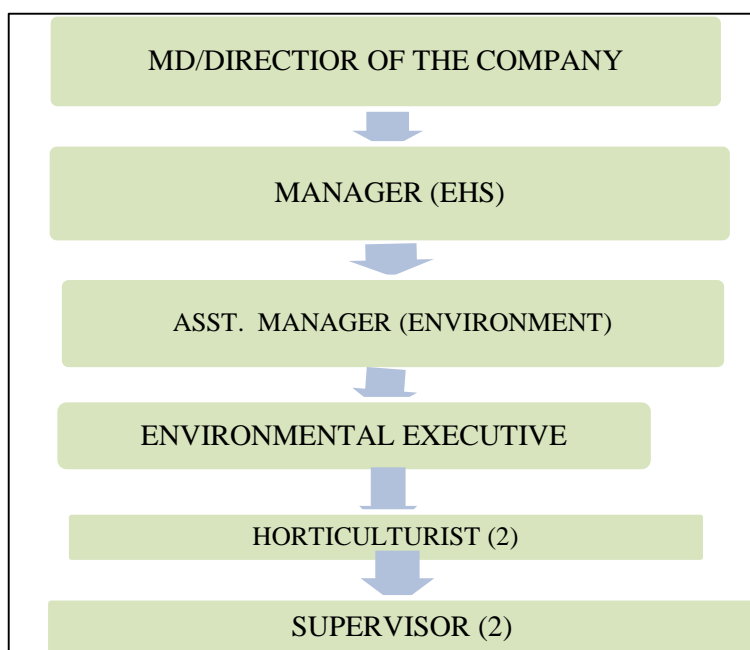 MD/DIRECTIOR OF THE COMPANY
MANAGER (EHS)
ASST. MANAGER (ENVIRONMENT)
ENVIRONMENTAL EXECUTIVE
HORTICULTURIST (2)
SUPERVISOR (2)